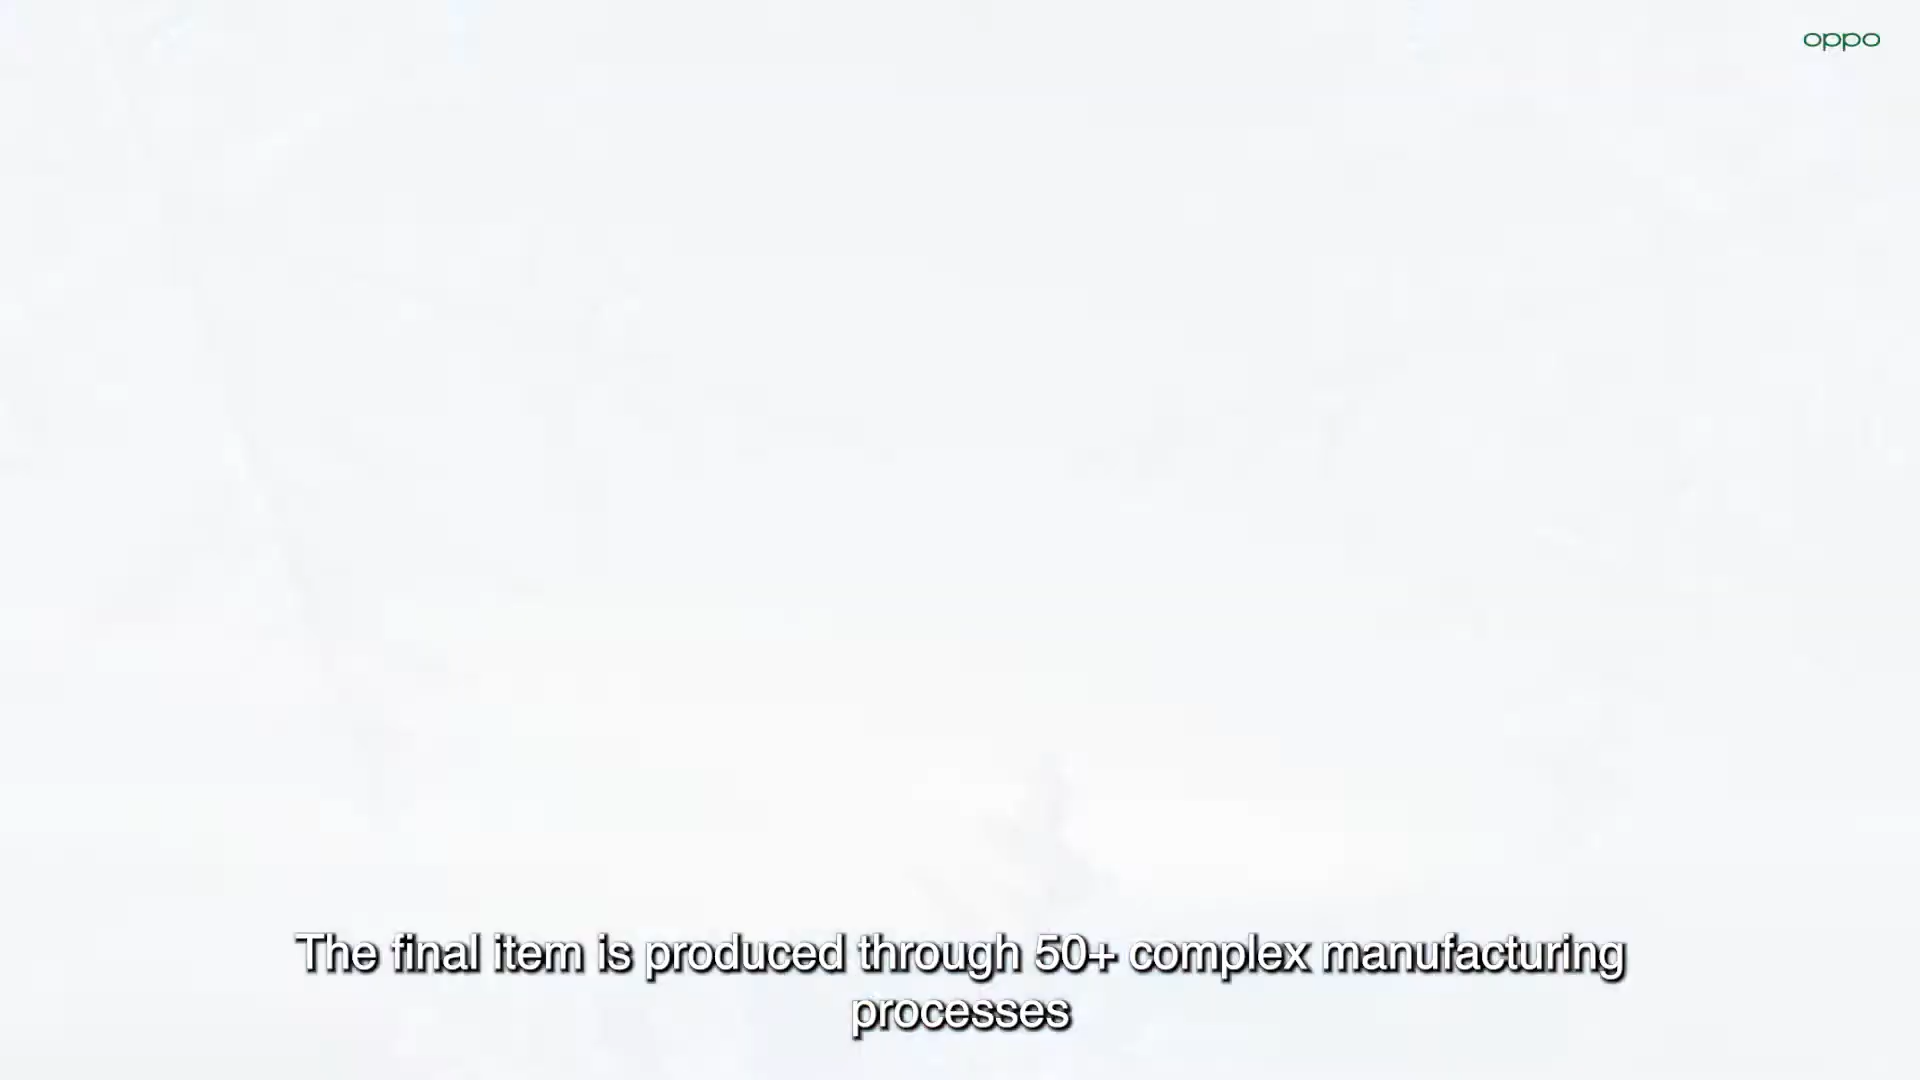 oppo
The final item is produced through 50+ complex manufacturing
processes